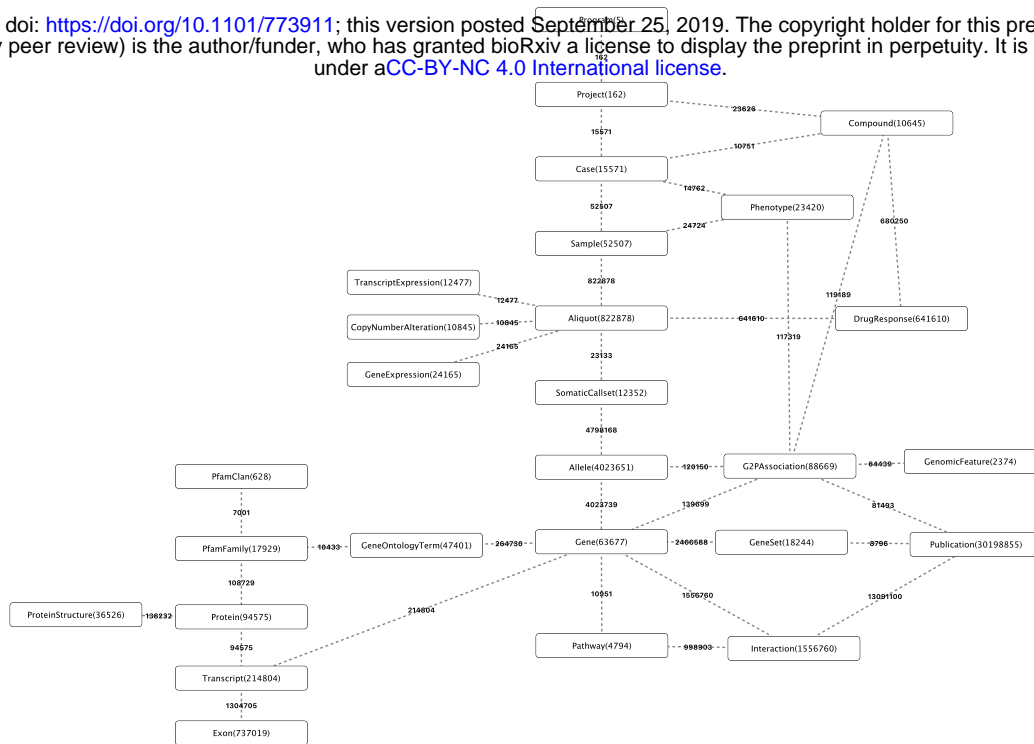 doi: https://doi.org/10.1101/773911; this version posted September 25, 2019. The copyright holder for this pre
y peer review) is the author/funder, who has granted bioRxiv a license to display the preprint in perpetuity. It is
under aCC-BY-NC 4.0 International license.
Program(5)
162
Project(162)
23626
Compound(10645)
15571
10751
Case(15571)
14762
52507
Phenotype(23420)
24724
680250
Sample(52507)
822878
TranscriptExpression(12477)
12477
119189
CopyNumberAlteration(10845)
10845
Aliquot(822878)
641610
DrugResponse(641610)
24165
117319
23133
GeneExpression(24165)
SomaticCallset(12352)
4798168
PfamClan(628)
Allele(4023651)
120150
G2PAssociation(88669)
64439
GenomicFeature(2374)
7001
4023739
139699
81493
PfamFamily(17929)
10433
GeneOntologyTerm(47401)
264730
Gene(63677)
2466588
GeneSet(18244)
8796
Publication(30198855)
108729
10951
1556760
13091100
ProteinStructure(36526)
136232
Protein(94575)
214804
94575
Pathway(4794)
998903
Interaction(1556760)
Transcript(214804)
1304705
Exon(737019)